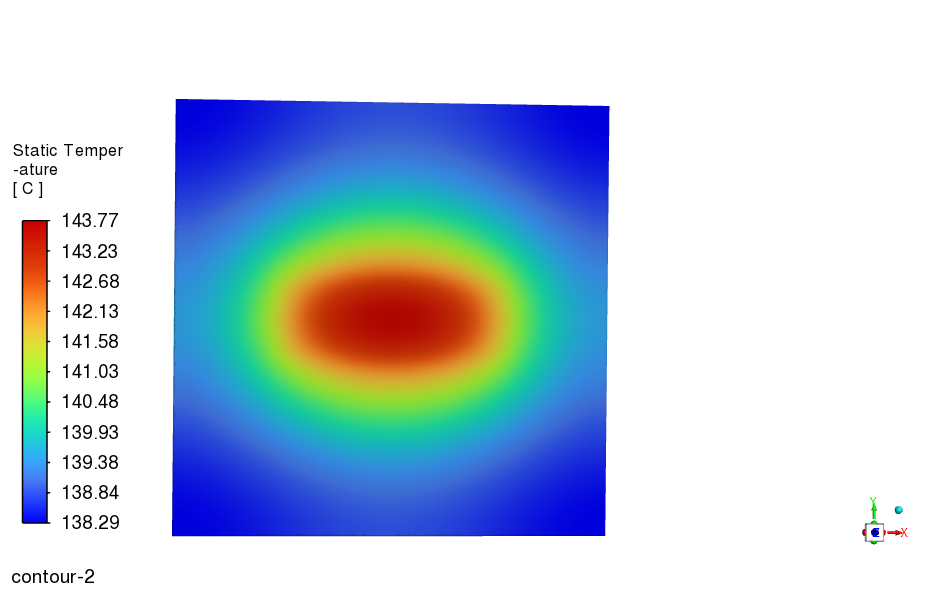 Static Temper
-ature
[ C ]
143.77
143.23
142.68
142.13
141.58
141.03
140.48
139.93
139.38
138.84
138.29
Y
Z
X
contour-2